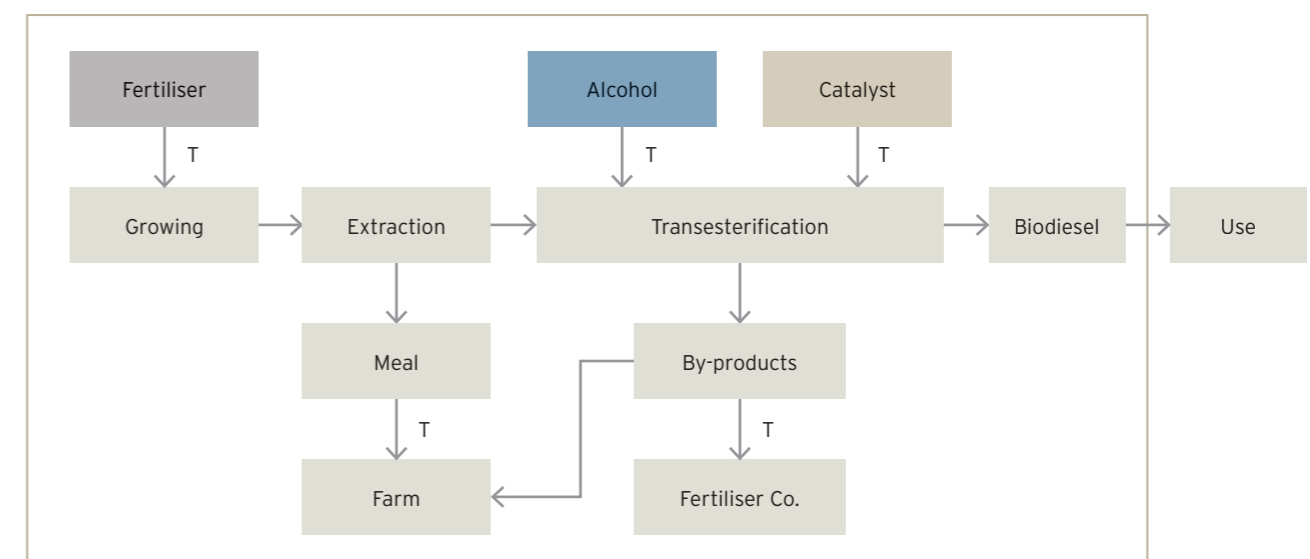 Fertiliser
Alcohol
Catalyst
T
T
T
Growing
Extraction
Transesterification
Biodiesel
Use
Meal
By-products
T
T
Farm
Fertiliser Co.